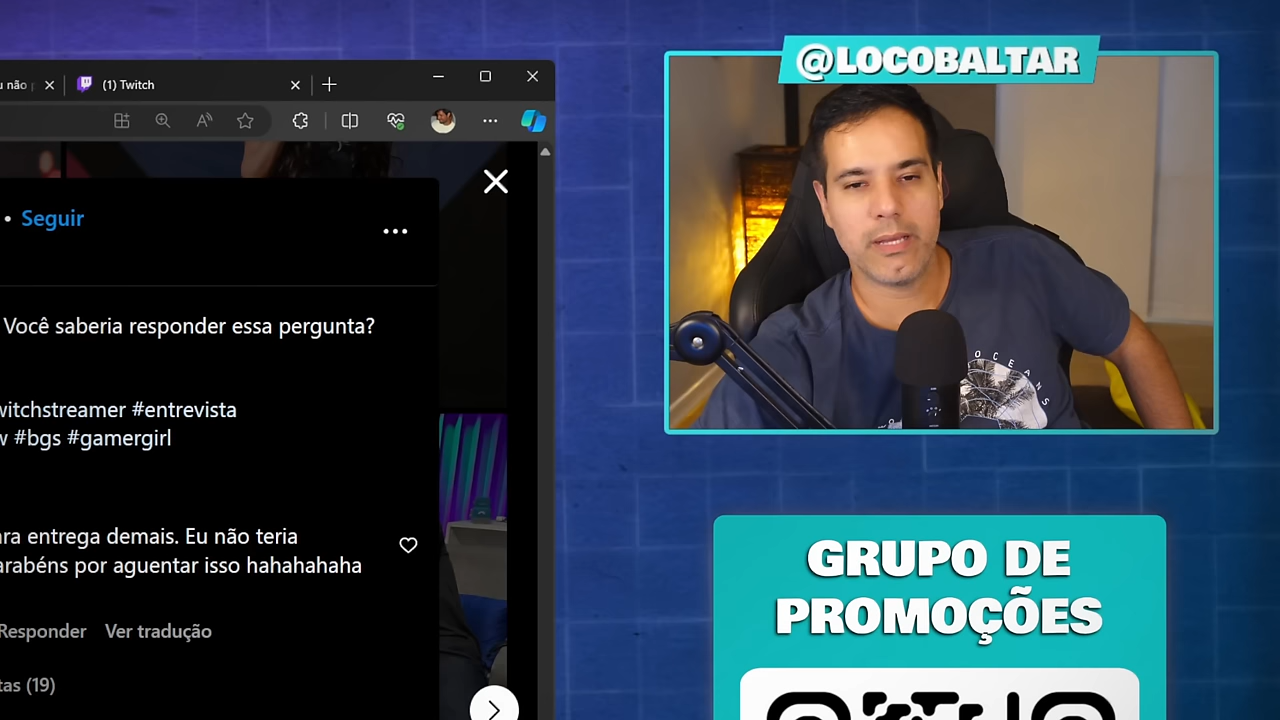 u não
(1) Twitch
• Seguir
Você saberia responder essa pergunta?
witchstreamer #entrevista
#bgs #gamergirl
ara entrega demais. Eu não teria
arabéns por aguentar isso hahahahaha
Responder Ver tradução
tas (19)
@LOCOBALTAR
OCEANS
GRUPO DE
PROMOÇÕES